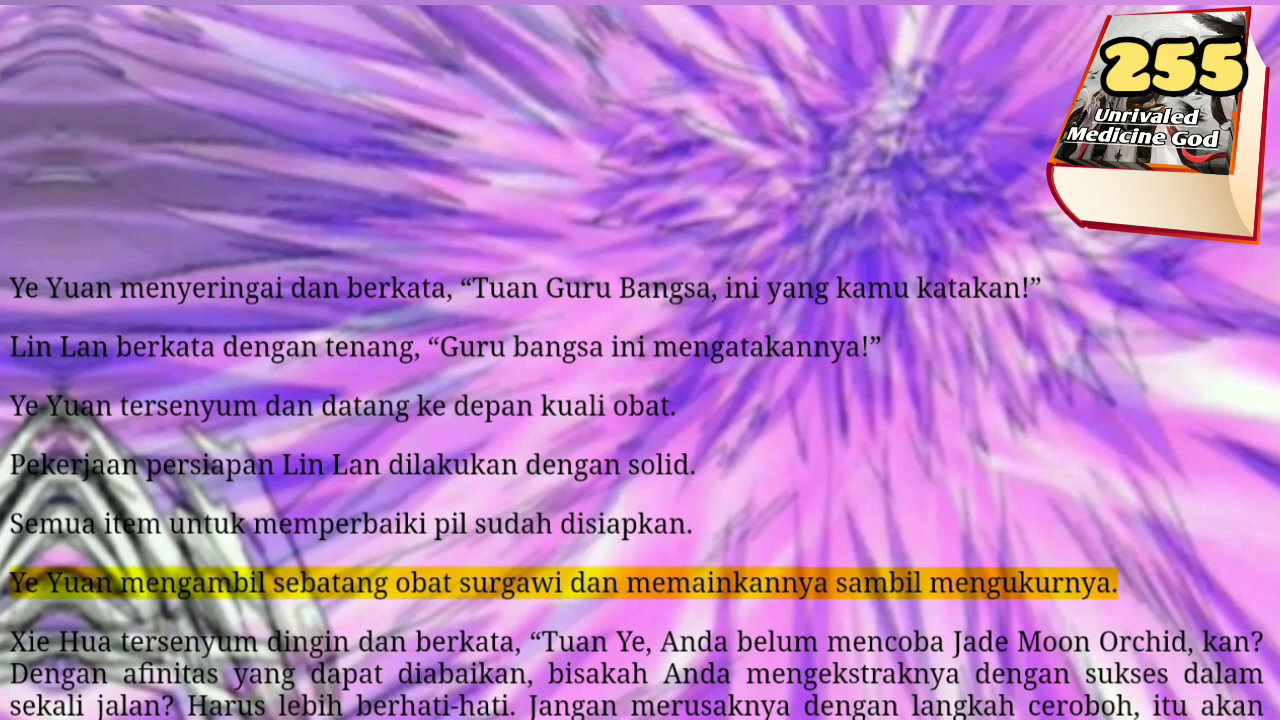 255
Unrivaled
Medicine God
Ye Yuan menyeringai dan berkata, “Tuan Guru Bangsa, ini yang kamu katakan!”
Lin Lan berkata dengan tenang, “Guru bangsa ini mengatakannya!”
Ye Yuan tersenyum dan datang ke depan kuali obat.
Pekerjaan persiapan Lin Lan dilakukan dengan solid.
Semua item untuk memperbaiki pil sudah disiapkan.
Ye Yuan mengambil sebatang obat surgawi dan memainkannya sambil mengukurnya.
Xie Hua tersenyum dingin dan berkata, “Tuan Ye, Anda belum mencoba Jade Moon Orchid, kan?
Dengan afinitas yang dapat diabaikan, bisakah Anda mengekstraknya dengan sukses dalam
sekali jalan? Harus lebih berhati-hati. Jangan merusaknya dengan langkah ceroboh, itu akan